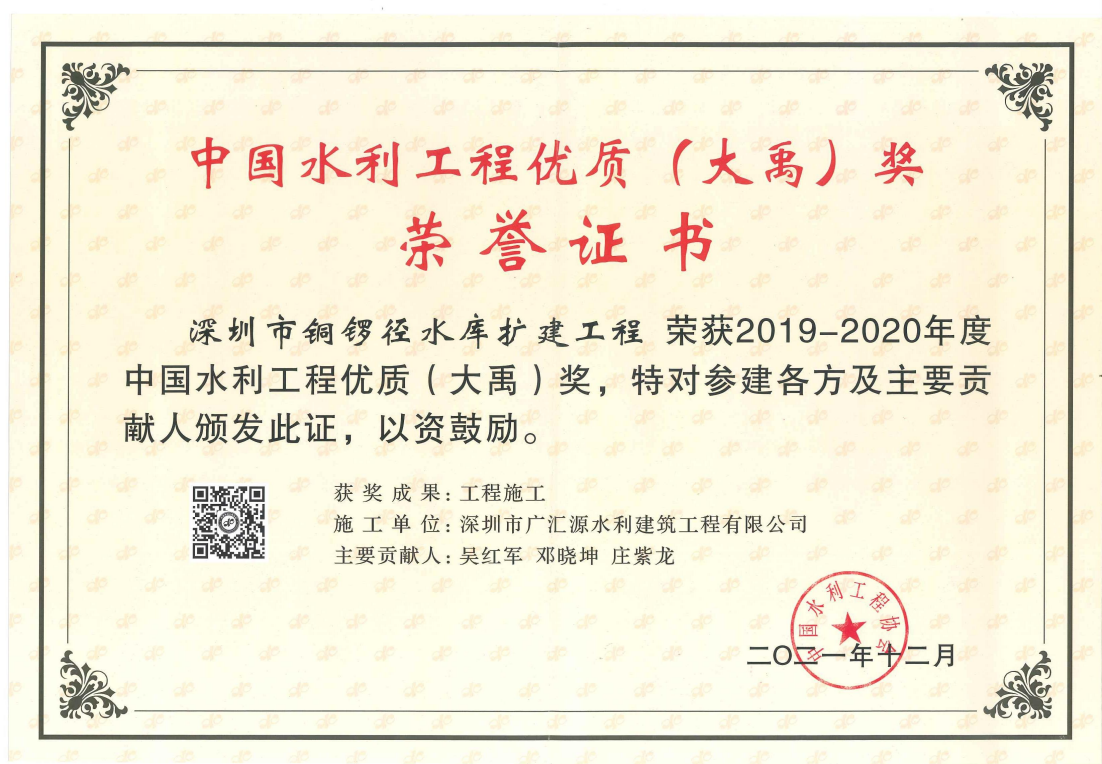 中国水利工程优质（大禹）奖
荣誉证书
深圳市铜锣径水库扩建工程 荣获2019-2020年度
中国水利工程优质（大禹）奖，特对参建各方及主要贡
献人颁发此证，以资鼓励。
获奖成果：工程施工
施工单位：深圳市广汇源水利建筑工程有限公司
主要贡献人：吴红军 邓晓坤 庄紫龙
中国水利工程协会
二〇二一年十二月